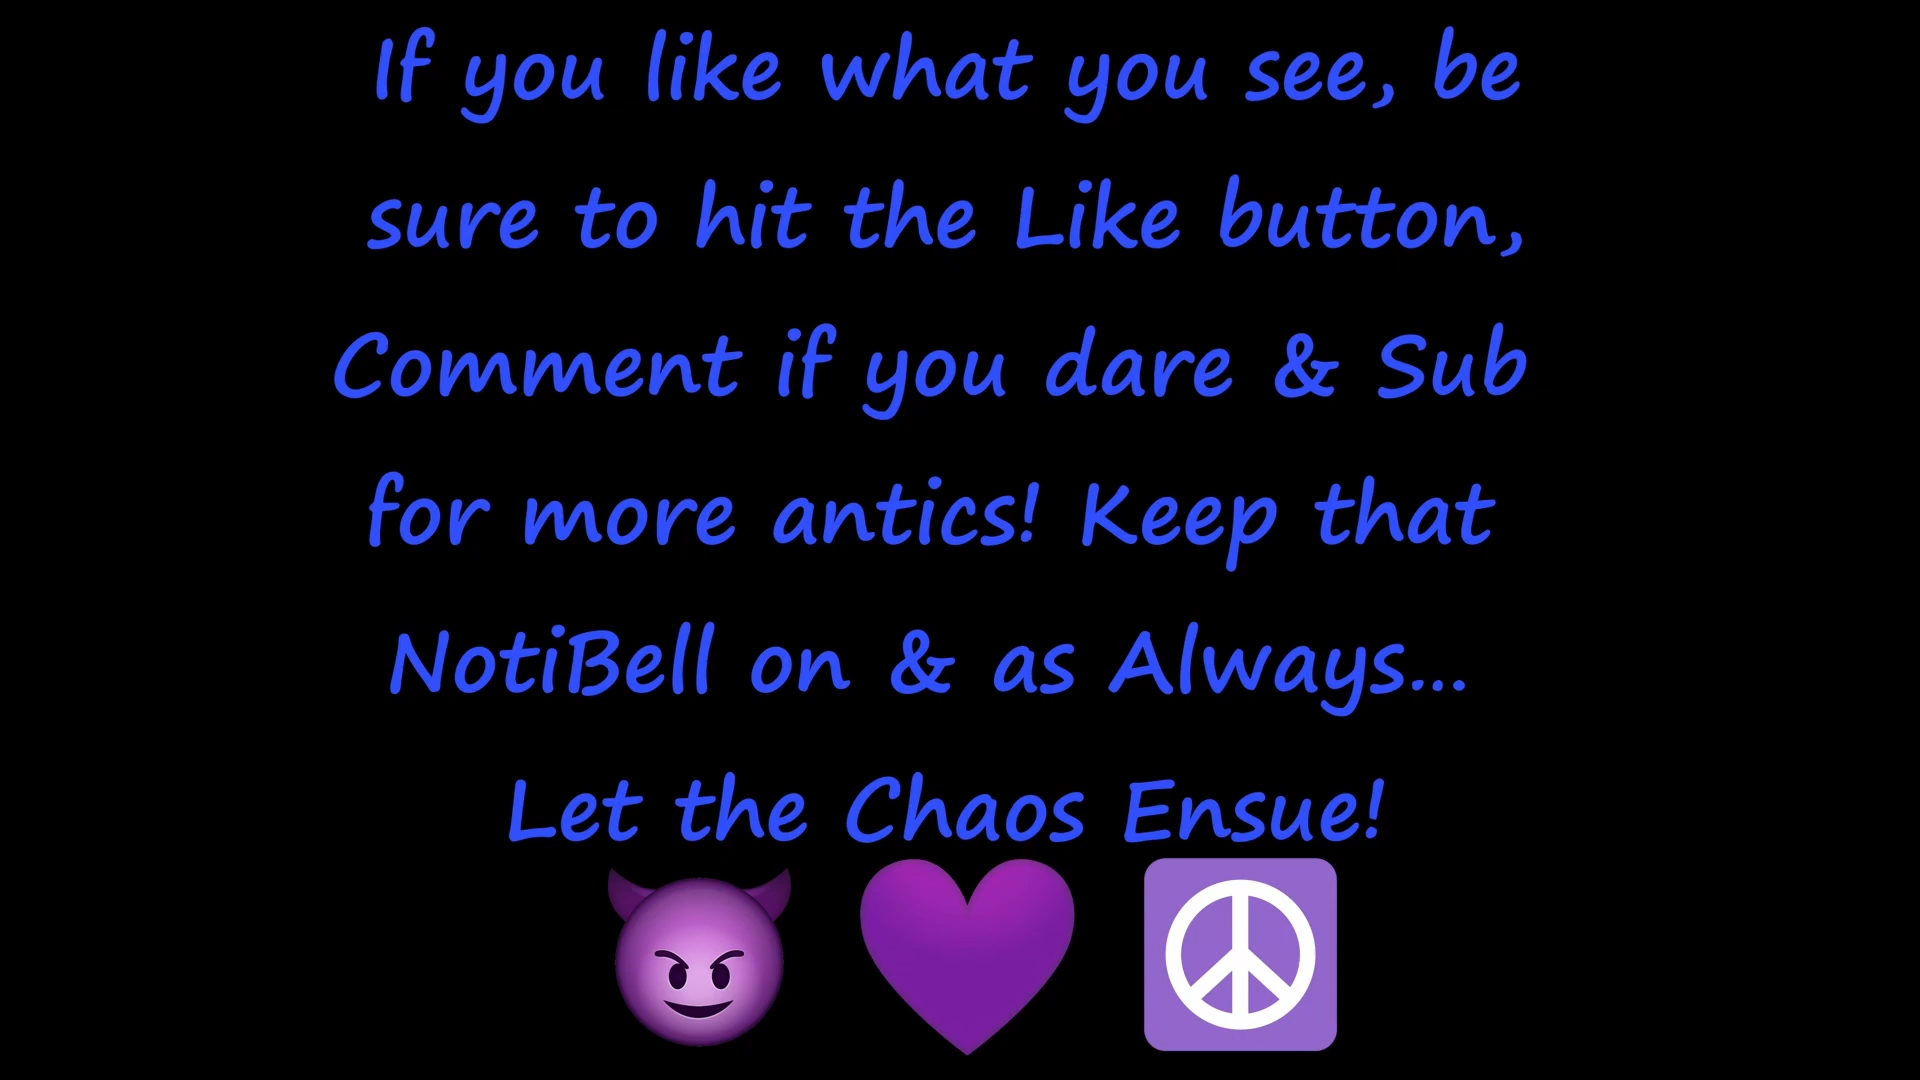 If you like what you see, be
sure to hit the Like button,
Comment if you dare & Sub
for more antics! Keep that
NotiBell on & as Always...
Let the Chaos Ensue!